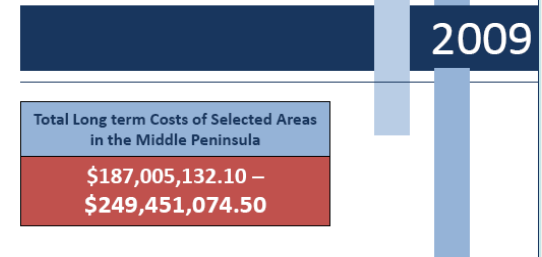 2009
Total Long term Costs of Selected Areas
in the Middle Peninsula
$187,005,132.10 –
$249,451,074.50